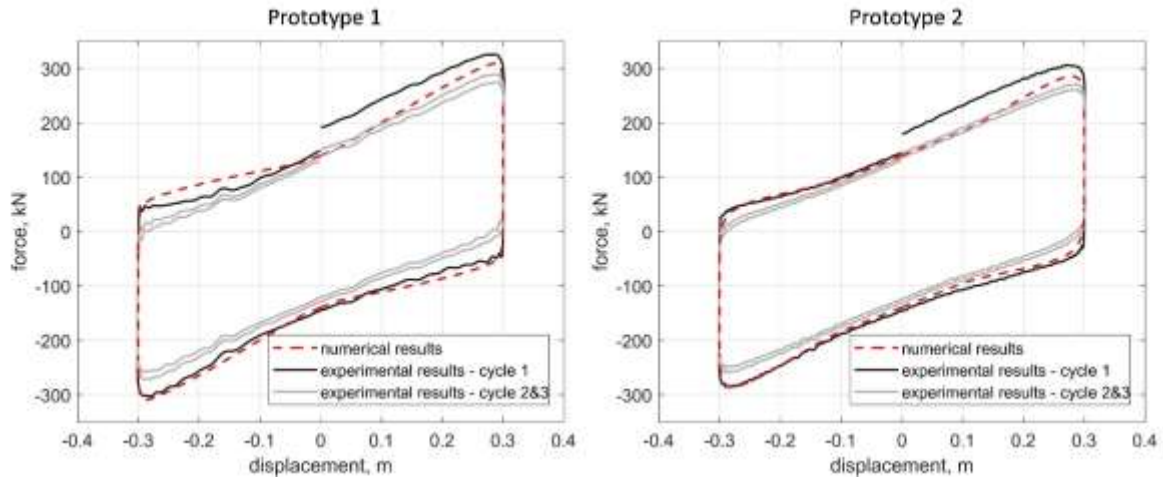 Prototype 1
300
200
100
0
-100
-200
-300
force, kN
numerical results
experimental results - cycle 1
experimental results - cycle 2&3
-0.4 -0.3 -0.2 -0.1 0 0.1 0.2 0.3 0.4
displacement, m
Prototype 2
300
200
100
0
-100
-200
-300
force, kN
numerical results
experimental results - cycle 1
experimental results - cycle 2&3
-0.4 -0.3 -0.2 -0.1 0 0.1 0.2 0.3 0.4
displacement, m